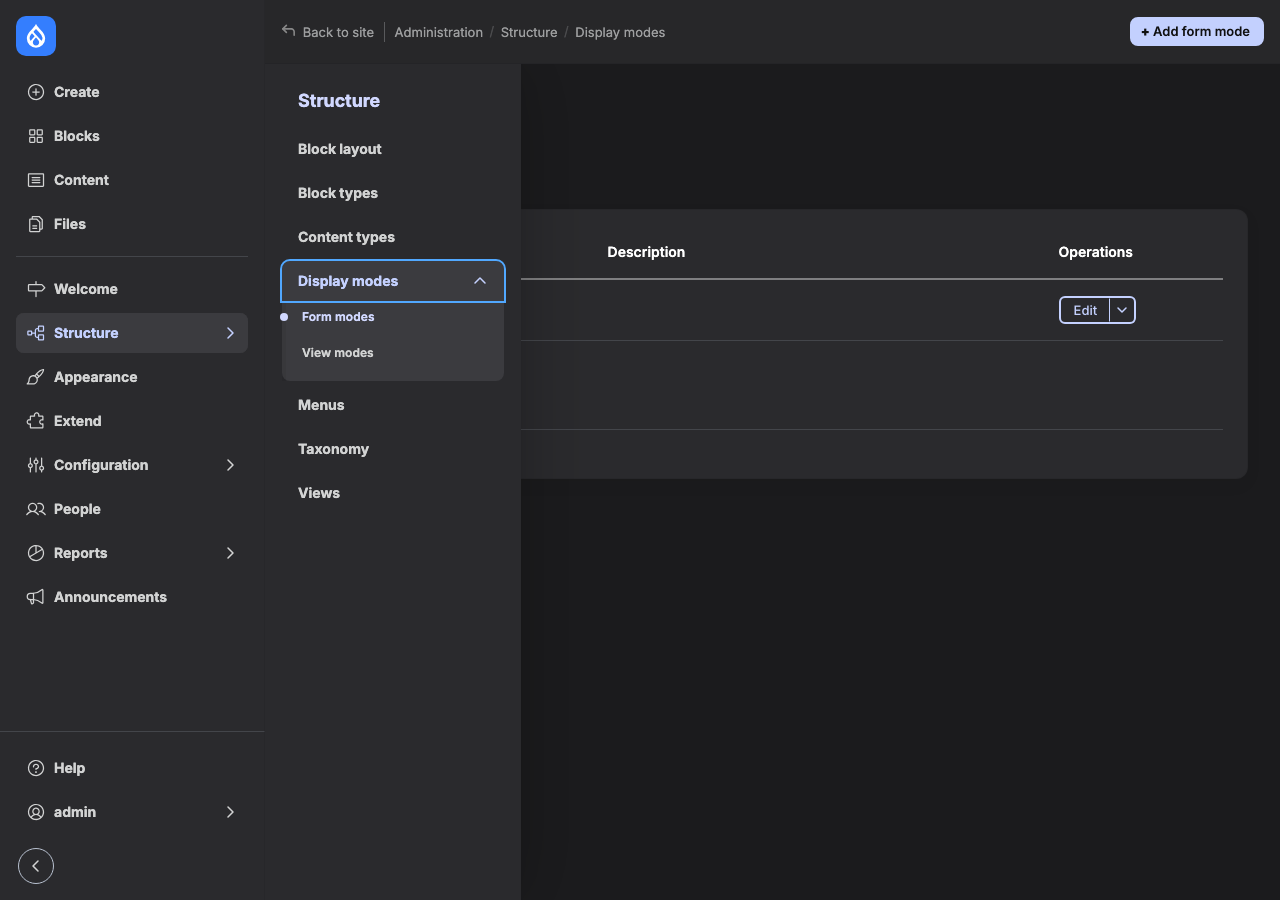 Create
Blocks
Content
Files
Welcome
Structure
Appearance
Extend
Configuration
People
Reports
Announcements
Help
admin
Back to site
Administration / Structure / Display modes
+ Add form mode
Structure
Block layout
Block types
Content types
Display modes
Form modes
View modes
Menus
Taxonomy
Views
Description Operations
Edit